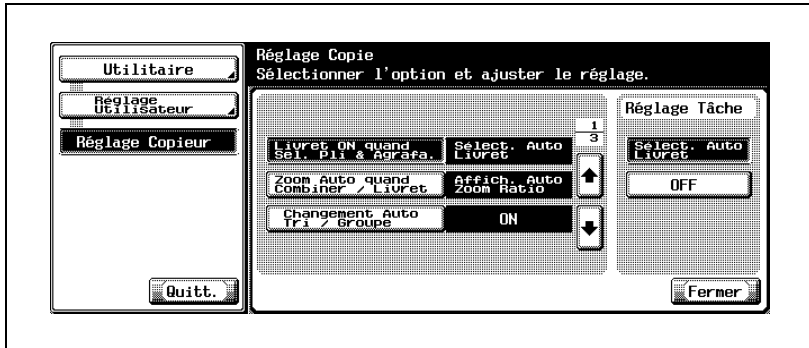 Utilitaire
Réglage
Utilisateur
Réglage Copieur
Quitt.
Réglage Copie
Sélectionner l'option et ajuster le réglage.
1
3
Livret ON quand
Sel. Pli & Agrafa.
Sélect. Auto
Livret
Zoom Auto quand
Combiner / Livret
Affich. Auto
Zoom Ratio
Changement Auto
Tri / Groupe
ON
Réglage Tâche
Sélect. Auto
Livret
OFF
Fermer